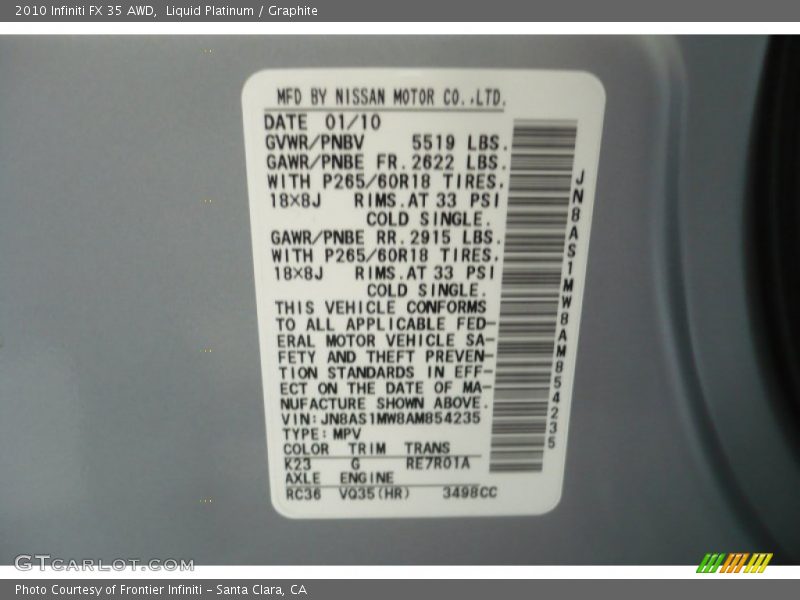 2010 Infiniti FX 35 AWD,  Liquid Platinum / Graphite
MFD BY NISSAN MOTOR CO.,LTD.
DATE 01/10
GVWR/PNBV 5519 LBS.
GAWR/PNBE FR. 2622 LBS.
WITH P265/60R18 TIRES.
18×8J RIMS.AT 33 PSI
COLD SINGLE.
GAWR/PNBE RR. 2915 LBS.
WITH P265/60R18 TIRES.
18×8J RIMS.AT 33 PSI
COLD SINGLE.
THIS VEHICLE CONFORMS
TO ALL APPLICABLE FED-
ERAL MOTOR VEHICLE SA-
FETY AND THEFT PREVEN-
TION STANDARDS IN EFF-
ECT ON THE DATE OF MA-
NUFACTURE SHOWN ABOVE.
VIN:JN8AS1MW8AM854235
TYPE:MPV
COLOR TRIM TRANS
K23 G RE7R01A
AXLE ENGINE
RC36 VQ35(HR) 3498CC
JN8AS1MW8AM854235
GTCarLot.com
Photo Courtesy of Frontier Infiniti - Santa Clara, CA